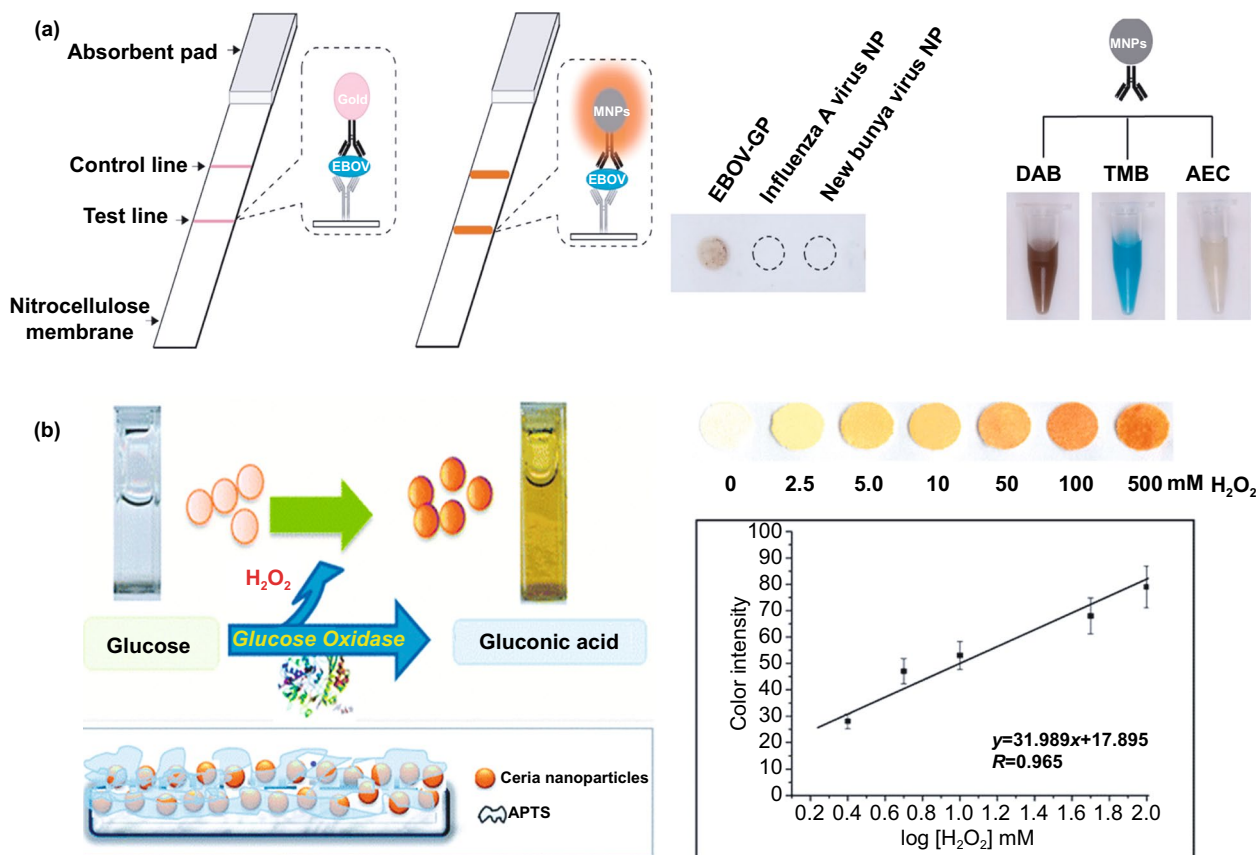 (a)
Absorbent pad
Control line
Test line
Nitrocellulose
membrane
Gold
EBOV
MNPs
EBOV
EBOV-GP
Influenza A virus NP
New bunya virus NP
MNPs
DAB TMB AEC
(b)
H₂O₂
Glucose
Glucose Oxidase
Gluconic acid
Ceria nanoparticles
APTS
0 2.5 5.0 10 50 100 500 mM H₂O₂
Color intensity
100
90
80
70
60
50
40
30
20
10
0
y=31.989x+17.895
R=0.965
0.2 0.4 0.6 0.8 1.0 1.2 1.4 1.6 1.8 2.0
log [H₂O₂] mM